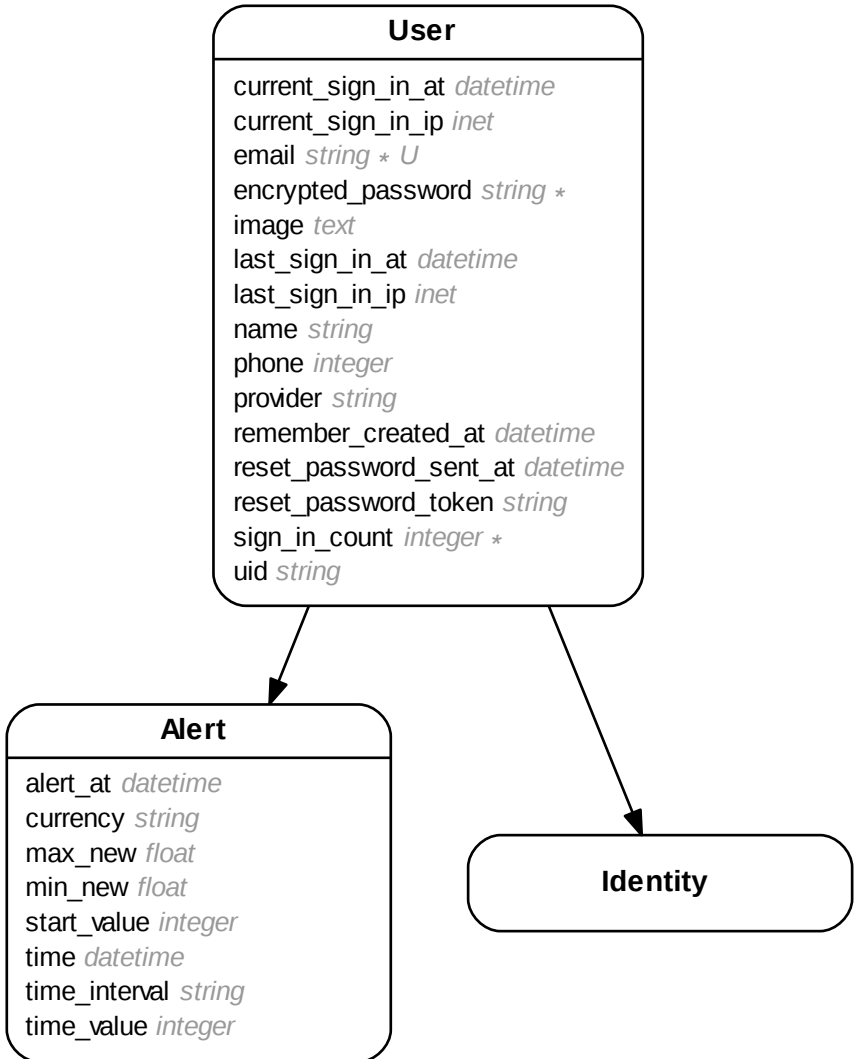 User
current_sign_in_at datetime
current_sign_in_ip inet
email string * U
encrypted_password string *
image text
last_sign_in_at datetime
last_sign_in_ip inet
name string
phone integer
provider string
remember_created_at datetime
reset_password_sent_at datetime
reset_password_token string
sign_in_count integer *
uid string
Alert
alert_at datetime
currency string
max_new float
min_new float
start_value integer
time datetime
time_interval string
time_value integer
Identity